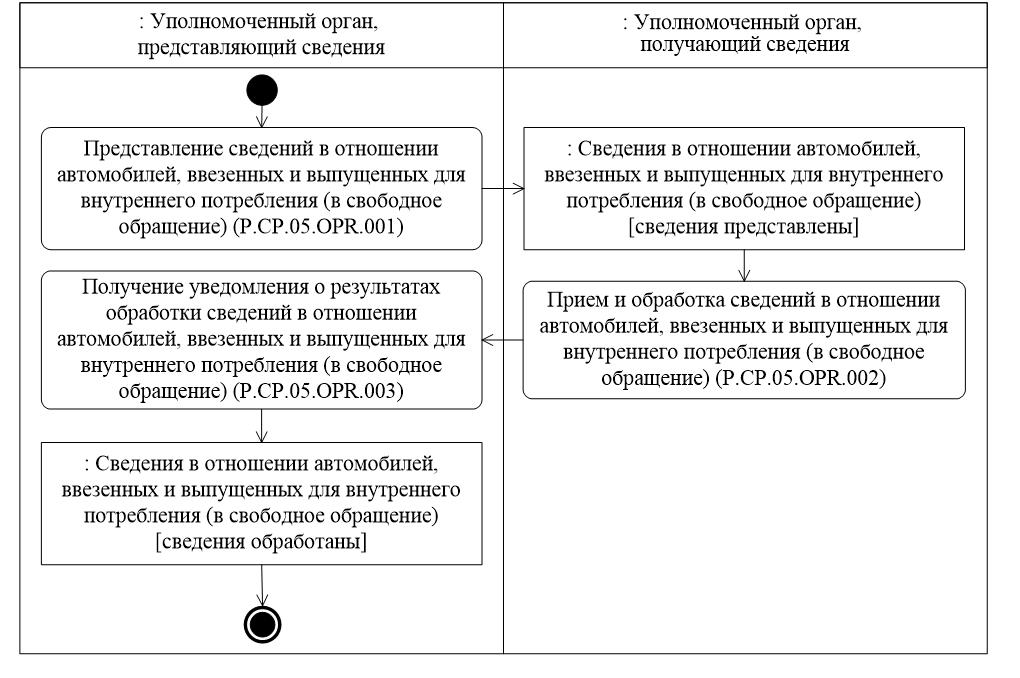 : Уполномоченный орган,
представляющий сведения
: Уполномоченный орган,
получающий сведения
Представление сведений в отношении
автомобилей, ввезенных и выпущенных для
внутреннего потребления (в свободное
обращение) (P.CP.05.OPR.001)
: Сведения в отношении автомобилей,
ввезенных и выпущенных для внутреннего
потребления (в свободное обращение)
[сведения представлены]
Получение уведомления о результатах
обработки сведений в отношении
автомобилей, ввезенных и выпущенных для
внутреннего потребления (в свободное
обращение) (P.CP.05.OPR.003)
Прием и обработка сведений в отношении
автомобилей, ввезенных и выпущенных для
внутреннего потребления (в свободное
обращение) (P.CP.05.OPR.002)
: Сведения в отношении автомобилей,
ввезенных и выпущенных для внутреннего
потребления (в свободное обращение)
[сведения обработаны]